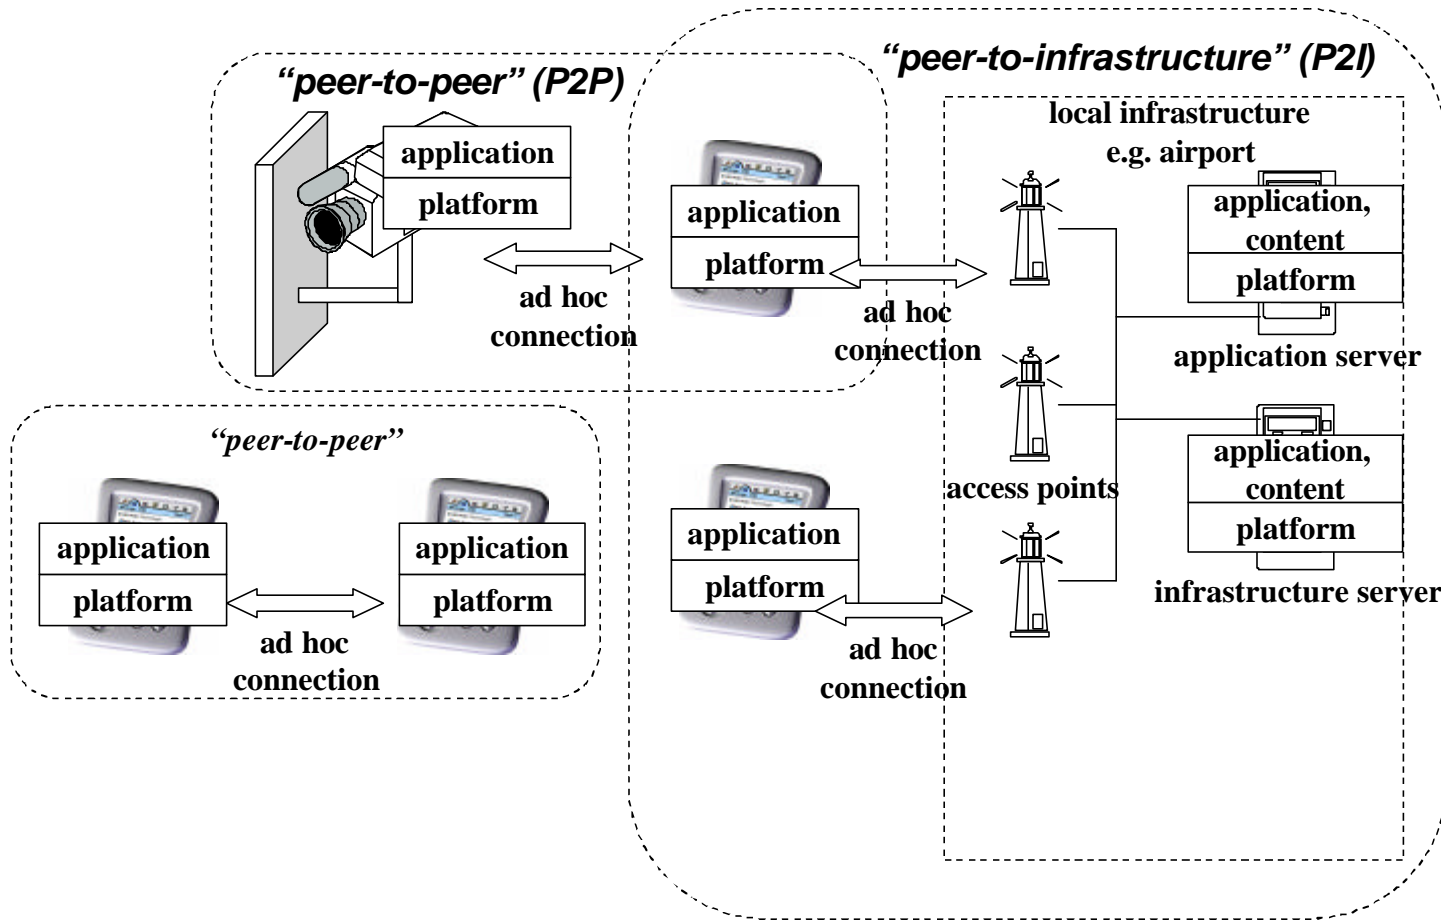 “peer-to-peer” (P2P)
“peer-to-infrastructure” (P2I)
local infrastructure
e.g. airport
application
platform
application
platform
application,
content
platform
ad hoc
connection
ad hoc
connection
application server
“peer-to-peer”
application
platform
application
platform
ad hoc
connection
application
platform
ad hoc
connection
access points
application,
content
platform
infrastructure server